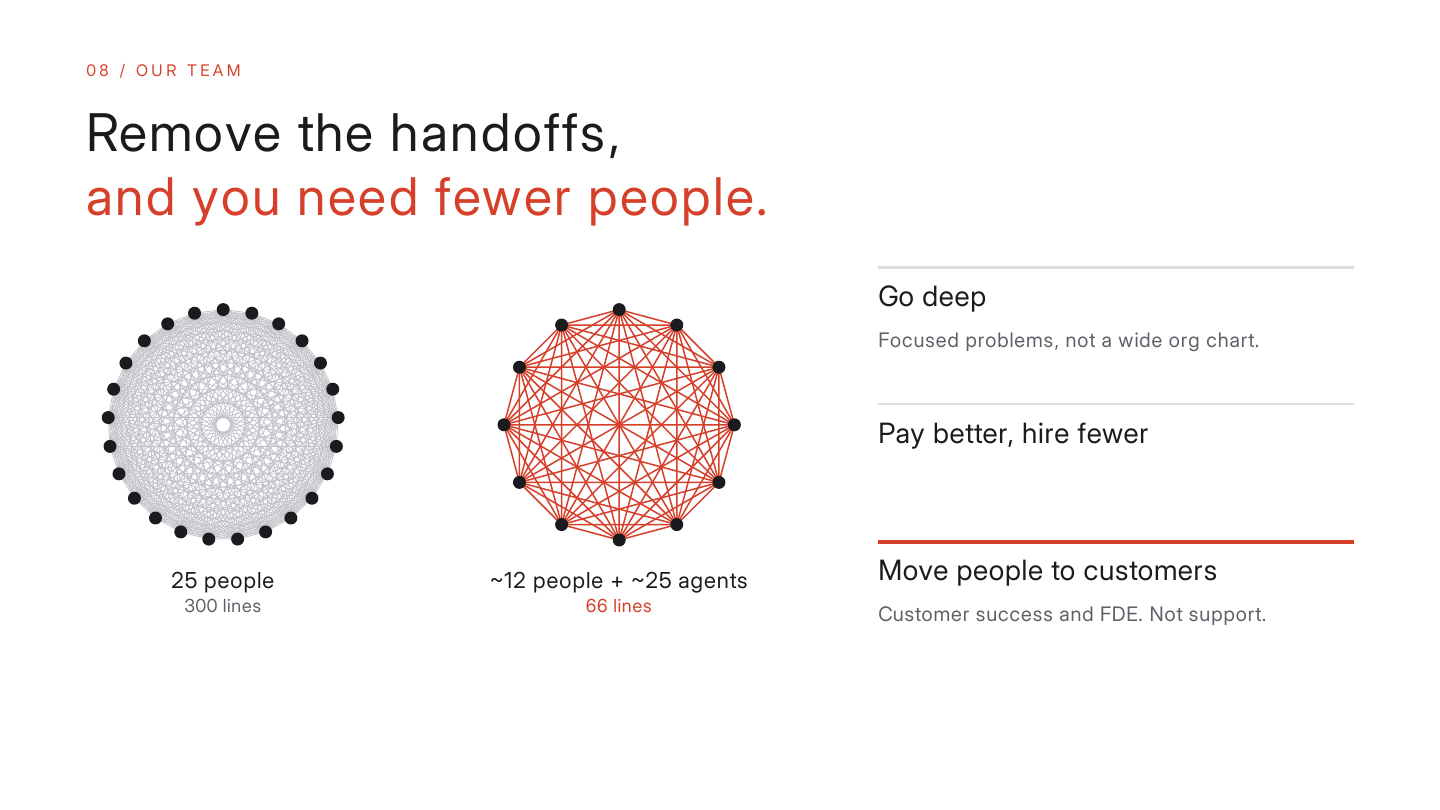 08 / OUR TEAM
Remove the handoffs,
and you need fewer people.
25 people
300 lines
~12 people + ~25 agents
66 lines
Go deep
Focused problems, not a wide org chart.
Pay better, hire fewer
Move people to customers
Customer success and FDE. Not support.